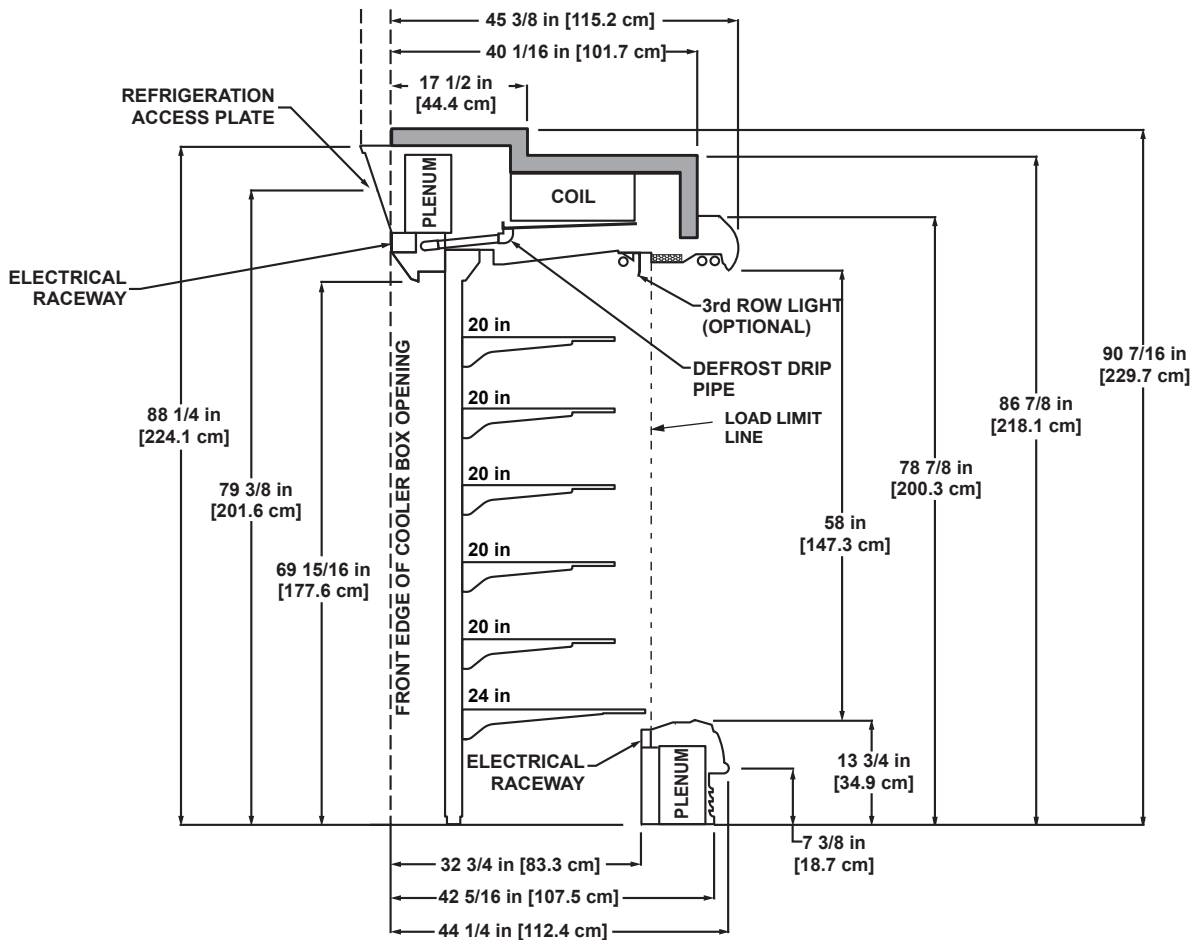 45 3/8 in [115.2 cm]
40 1/16 in [101.7 cm]
17 1/2 in
[44.4 cm]
REFRIGERATION
ACCESS PLATE
PLENUM
COIL
ELECTRICAL
RACEWAY
3rd ROW LIGHT
(OPTIONAL)
20 in
DEFROST DRIP
PIPE
90 7/16 in
[229.7 cm]
20 in
LOAD LIMIT
LINE
86 7/8 in
[218.1 cm]
88 1/4 in
[224.1 cm]
78 7/8 in
[200.3 cm]
79 3/8 in
[201.6 cm]
20 in
58 in
[147.3 cm]
FRONT EDGE OF COOLER BOX OPENING
69 15/16 in
[177.6 cm]
20 in
20 in
24 in
ELECTRICAL
RACEWAY
PLENUM
13 3/4 in
[34.9 cm]
7 3/8 in
[18.7 cm]
32 3/4 in [83.3 cm]
42 5/16 in [107.5 cm]
44 1/4 in [112.4 cm]